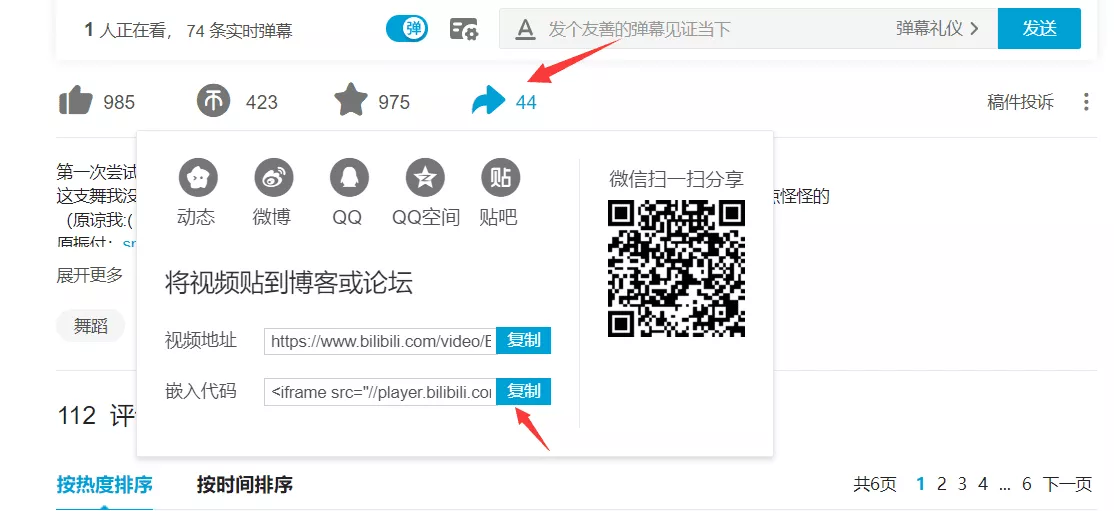 1 人正在看， 74 条实时弹幕
弹
A 发个友善的弹幕见证当下
弹幕礼仪 >
发送
985
423
975
44
稿件投诉
第一次尝试
这支舞我没
点怪怪的
（原谅我:(
原振付：
展开更多
舞蹈
动态
微博
QQ
QQ空间
贴
贴吧
将视频贴到博客或论坛
视频地址
https://www.bilibili.com/video/
复制
嵌入代码
<iframe src="//player.bilibili.co
复制
微信扫一扫分享
112 评
按热度排序
按时间排序
共6页 1 2 3 4 ... 6 下一页